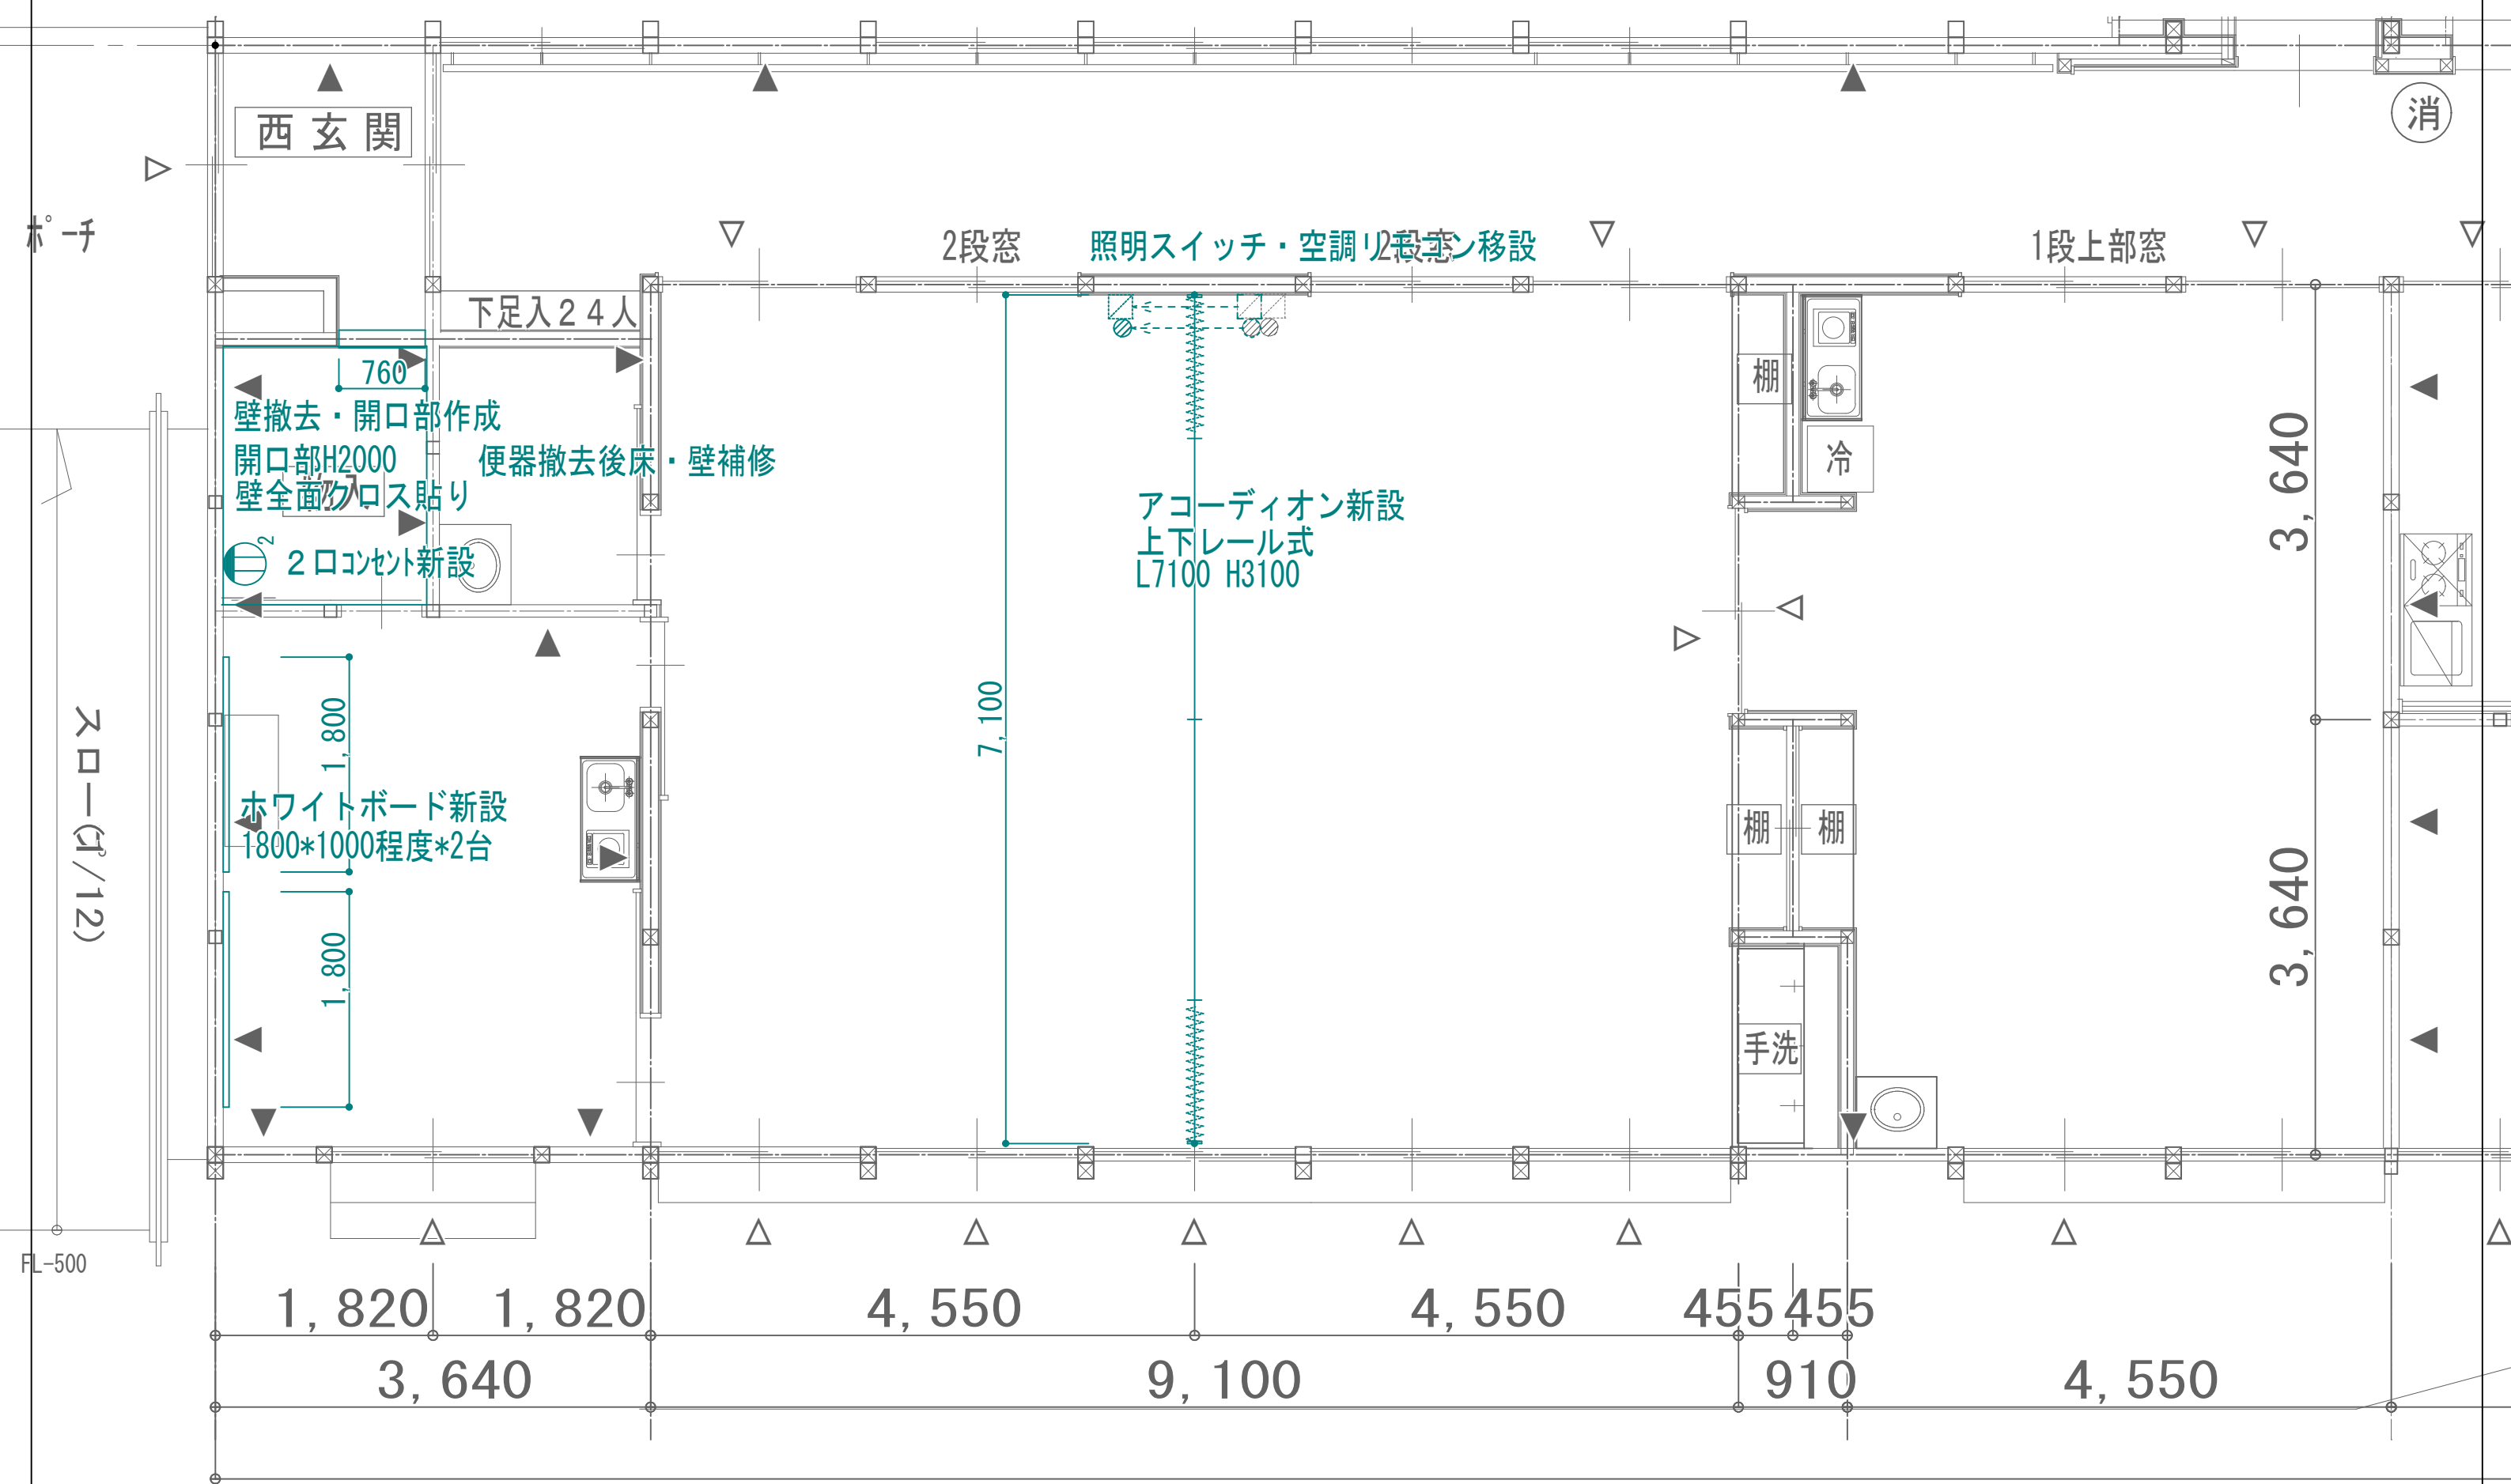 西玄関
消
ポーチ
2段窓
照明スイッチ・空調リモコン移設
2段窓
1段上部窓
下足入２４人
760
棚
壁撤去・開口部作成
開口部H2000
便器撤去後床・壁補修
冷
3,640
壁全面クロス貼り
アコーディオン新設
上下レール式
L7100 H3100
2
２口コンセント新設
7,100
1,800
ホワイトボード新設
1800*1000程度*2台
棚
棚
3,640
1,800
手洗
FL-500
1,820
1,820
4,550
4,550
455
455
3,640
9,100
910
4,550